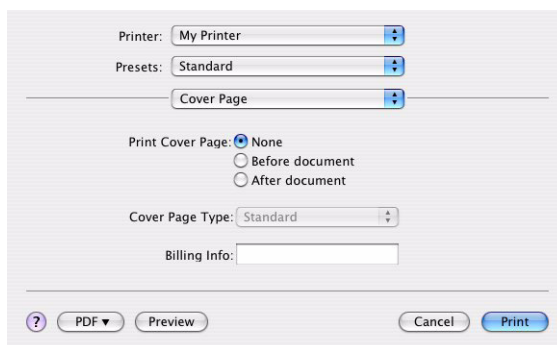 Printer: My Printer
Presets: Standard
Cover Page
Print Cover Page: None
Before document
After document
Cover Page Type: Standard
Billing Info:
? PDF ▼ Preview Cancel Print